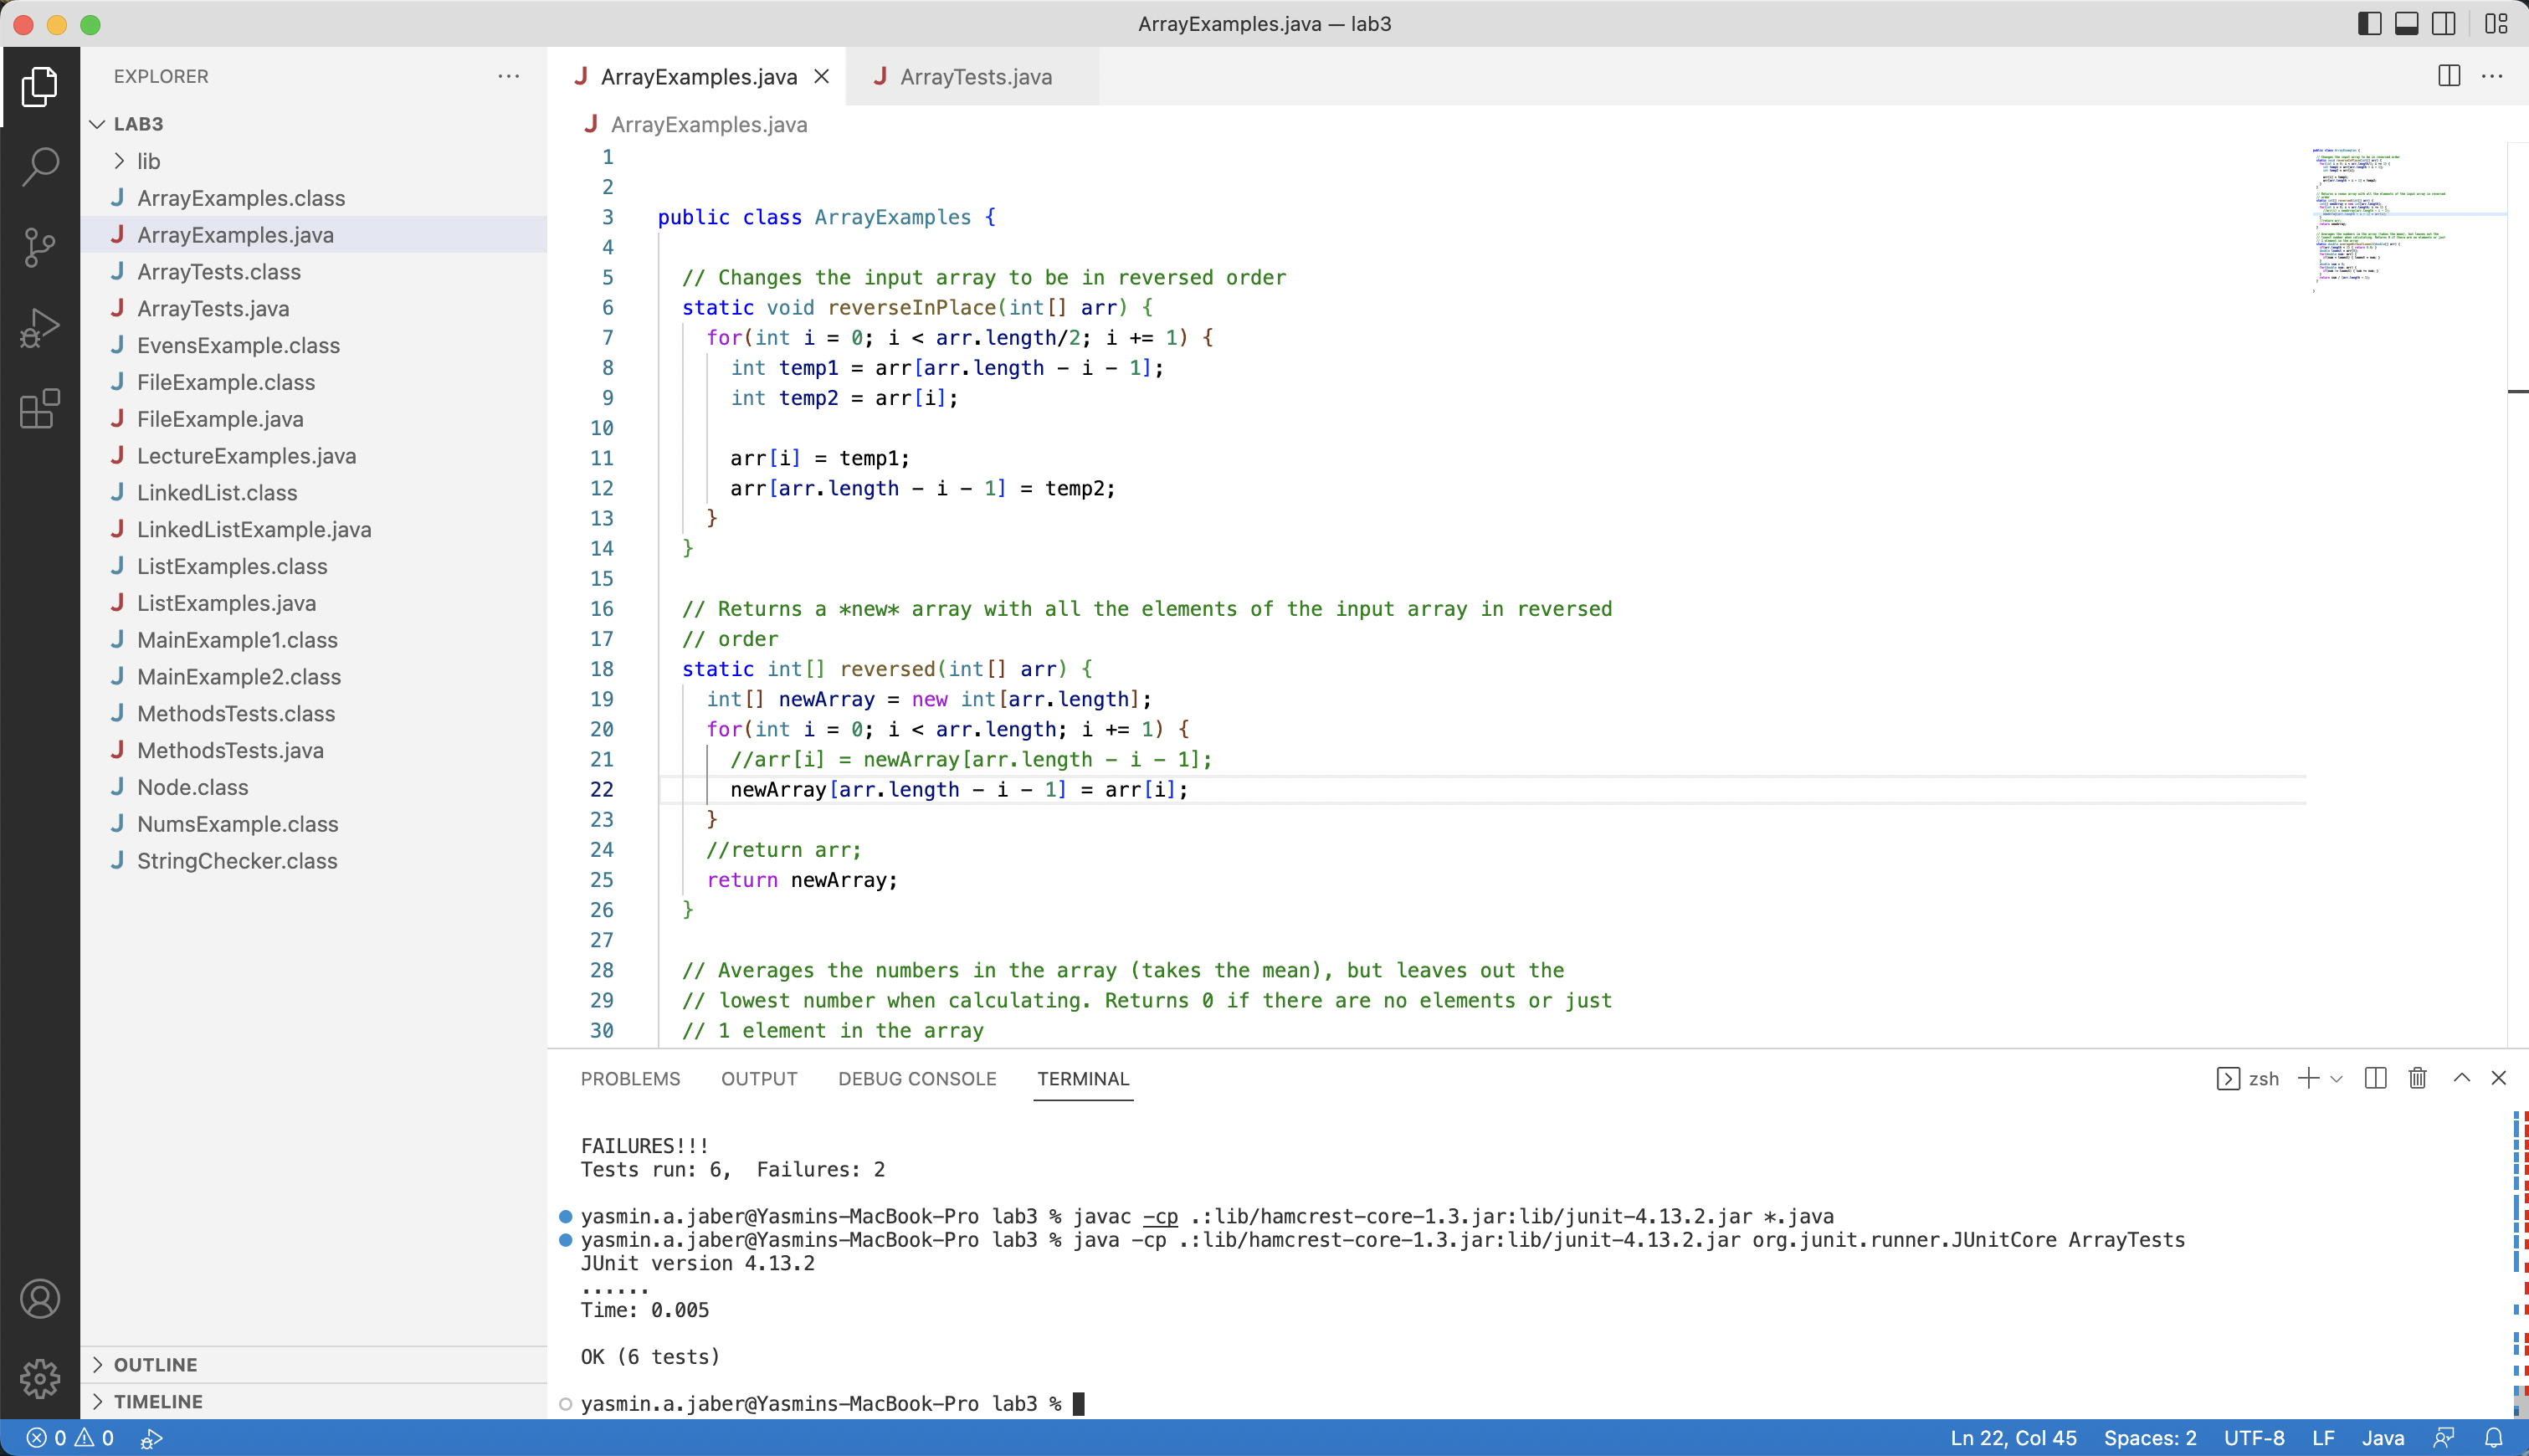 ArrayExamples.java — lab3
EXPLORER
LAB3
lib
J ArrayExamples.class
J ArrayExamples.java
J ArrayTests.class
J ArrayTests.java
J EvensExample.class
J FileExample.class
J FileExample.java
J LectureExamples.java
J LinkedList.class
J LinkedListExample.java
J ListExamples.class
J ListExamples.java
J MainExample1.class
J MainExample2.class
J MethodsTests.class
J MethodsTests.java
J Node.class
J NumsExample.class
J StringChecker.class
OUTLINE
TIMELINE
J ArrayExamples.java
J ArrayTests.java
J ArrayExamples.java
1
2
3 public class ArrayExamples {
4
5 // Changes the input array to be in reversed order
6 static void reverseInPlace(int[] arr) {
7 for(int i = 0; i < arr.length/2; i += 1) {
8 int temp1 = arr[arr.length - i - 1];
9 int temp2 = arr[i];
10
11 arr[i] = temp1;
12 arr[arr.length - i - 1] = temp2;
13 }
14 }
15
16 // Returns a *new* array with all the elements of the input array in reversed
17 // order
18 static int[] reversed(int[] arr) {
19 int[] newArray = new int[arr.length];
20 for(int i = 0; i < arr.length; i += 1) {
21 //arr[i] = newArray[arr.length - i - 1];
22 newArray[arr.length - i - 1] = arr[i];
23 }
24 //return arr;
25 return newArray;
26 }
27
28 // Averages the numbers in the array (takes the mean), but leaves out the
29 // lowest number when calculating. Returns 0 if there are no elements or just
30 // 1 element in the array
PROBLEMS OUTPUT DEBUG CONSOLE TERMINAL
zsh
FAILURES!!!
Tests run: 6,  Failures: 2
yasmin.a.jaber@Yasmins-MacBook-Pro lab3 % javac -cp .:lib/hamcrest-core-1.3.jar:lib/junit-4.13.2.jar *.java
yasmin.a.jaber@Yasmins-MacBook-Pro lab3 % java -cp .:lib/hamcrest-core-1.3.jar:lib/junit-4.13.2.jar org.junit.runner.JUnitCore ArrayTests
JUnit version 4.13.2
......
Time: 0.005
OK (6 tests)
yasmin.a.jaber@Yasmins-MacBook-Pro lab3 %
0 0
Ln 22, Col 45 Spaces: 2 UTF-8 LF Java